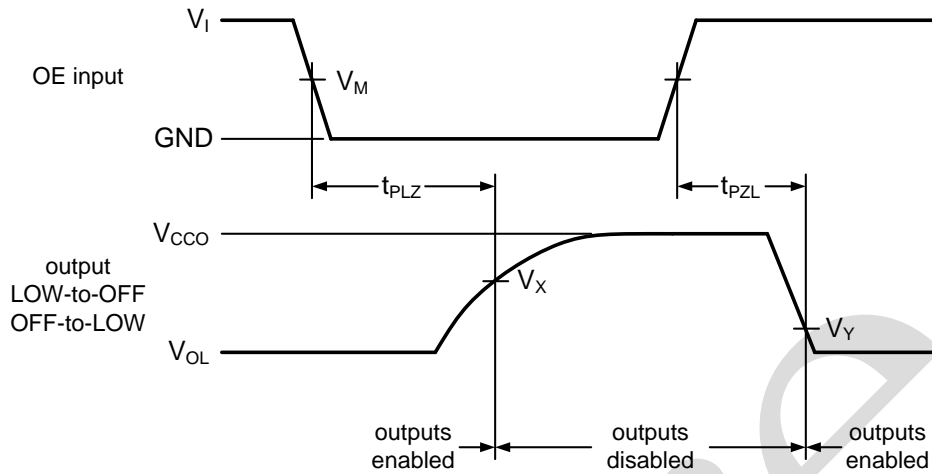 V_I
OE input
V_M
GND
t_PLZ
t_PZL
V_CCO
output
LOW-to-OFF
OFF-to-LOW
V_X
V_Y
V_OL
outputs
enabled
outputs
disabled
outputs
enabled